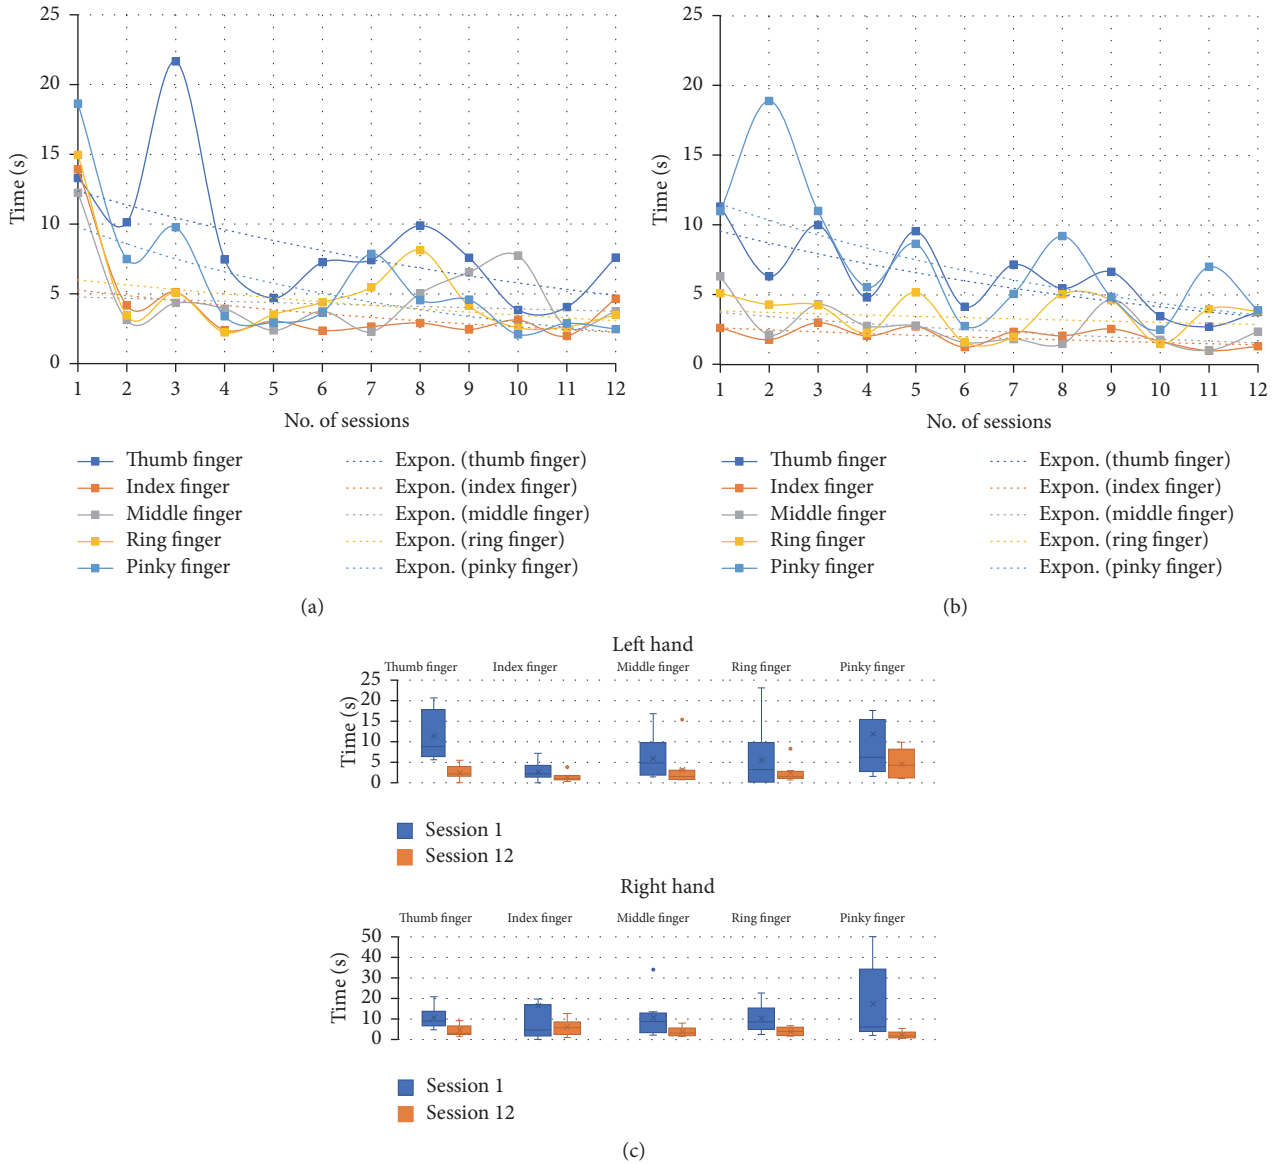 25
20
15
10
5
0
Time (s)
1 2 3 4 5 6 7 8 9 10 11 12
No. of sessions
Thumb finger
Index finger
Middle finger
Ring finger
Pinky finger
Expon. (thumb finger)
Expon. (index finger)
Expon. (middle finger)
Expon. (ring finger)
Expon. (pinky finger)
(a)
25
20
15
10
5
0
Time (s)
1 2 3 4 5 6 7 8 9 10 11 12
No. of sessions
Thumb finger
Index finger
Middle finger
Ring finger
Pinky finger
Expon. (thumb finger)
Expon. (index finger)
Expon. (middle finger)
Expon. (ring finger)
Expon. (pinky finger)
(b)
Left hand
Thumb finger Index finger Middle finger Ring finger Pinky finger
25
20
15
10
5
0
Time (s)
Session 1
Session 12
Right hand
Thumb finger Index finger Middle finger Ring finger Pinky finger
50
40
30
20
10
0
Time (s)
Session 1
Session 12
(c)